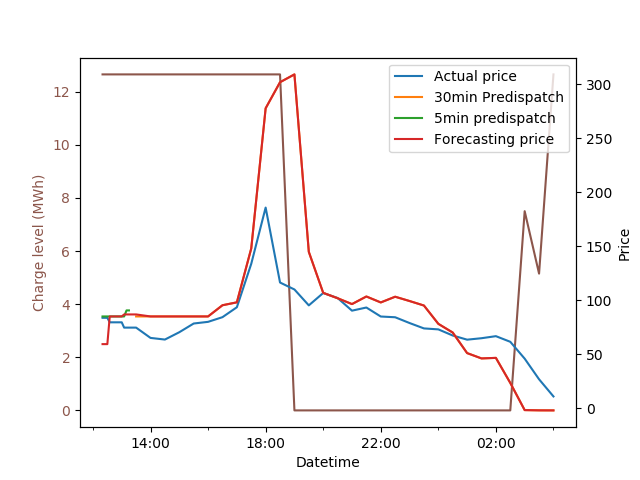 Actual price
30min Predispatch
5min predispatch
Forecasting price
Charge level (MWh)
12
10
8
6
4
2
0
300
250
200
150
100
50
0
Price
14:00
18:00
22:00
02:00
Datetime